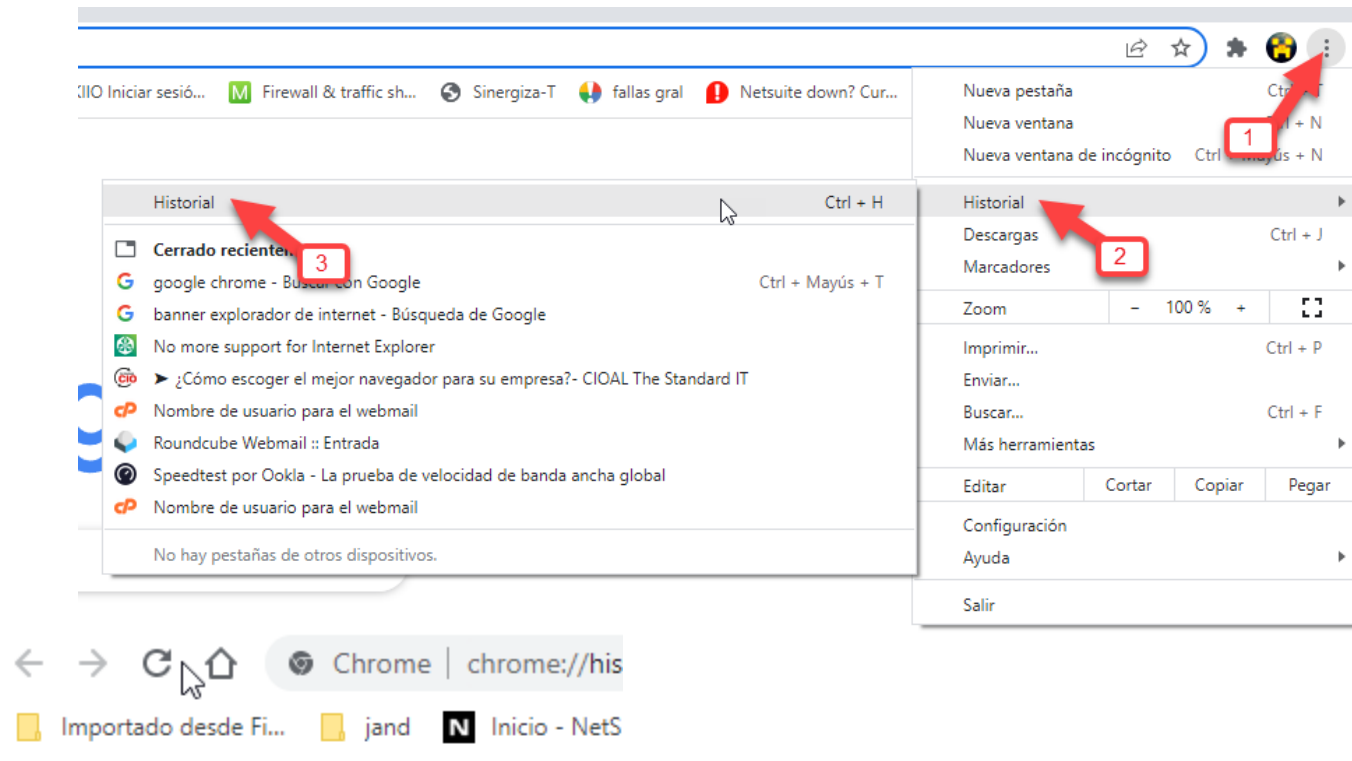 IIO Iniciar sesió... M Firewall & traffic sh... Sinergiza-T fallas gral Netsuite down? Cur...
Nueva pestaña
Nueva ventana + N
Nueva ventana de incógnito Ctrl + Mayús + N
1
Historial
Descargas Ctrl + J
Marcadores
2
Zoom - 100 % +
Imprimir... Ctrl + P
Enviar...
Buscar... Ctrl + F
Más herramientas
Editar Cortar Copiar Pegar
Configuración
Ayuda
Salir
Historial Ctrl + H
Cerrado reciente
3
google chrome - Buscar con Google Ctrl + Mayús + T
banner explorador de internet - Búsqueda de Google
No more support for Internet Explorer
CIO ➤ ¿Cómo escoger el mejor navegador para su empresa?- CIOAL The Standard IT
cP Nombre de usuario para el webmail
Roundcube Webmail :: Entrada
Speedtest por Ookla - La prueba de velocidad de banda ancha global
cP Nombre de usuario para el webmail
No hay pestañas de otros dispositivos.
Chrome | chrome://his
Importado desde Fi... jand N Inicio - NetS